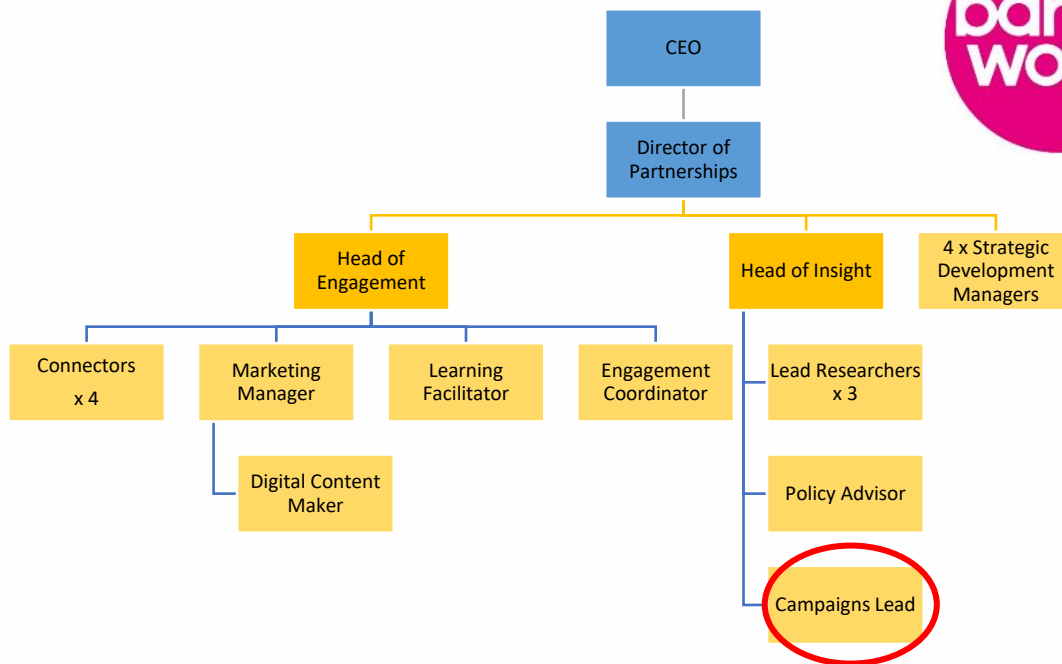 CEO
Director of
Partnerships
Head of
Engagement
Head of Insight
4 x Strategic
Development
Managers
Connectors
x 4
Marketing
Manager
Learning
Facilitator
Engagement
Coordinator
Lead Researchers
x 3
Digital Content
Maker
Policy Advisor
Campaigns Lead